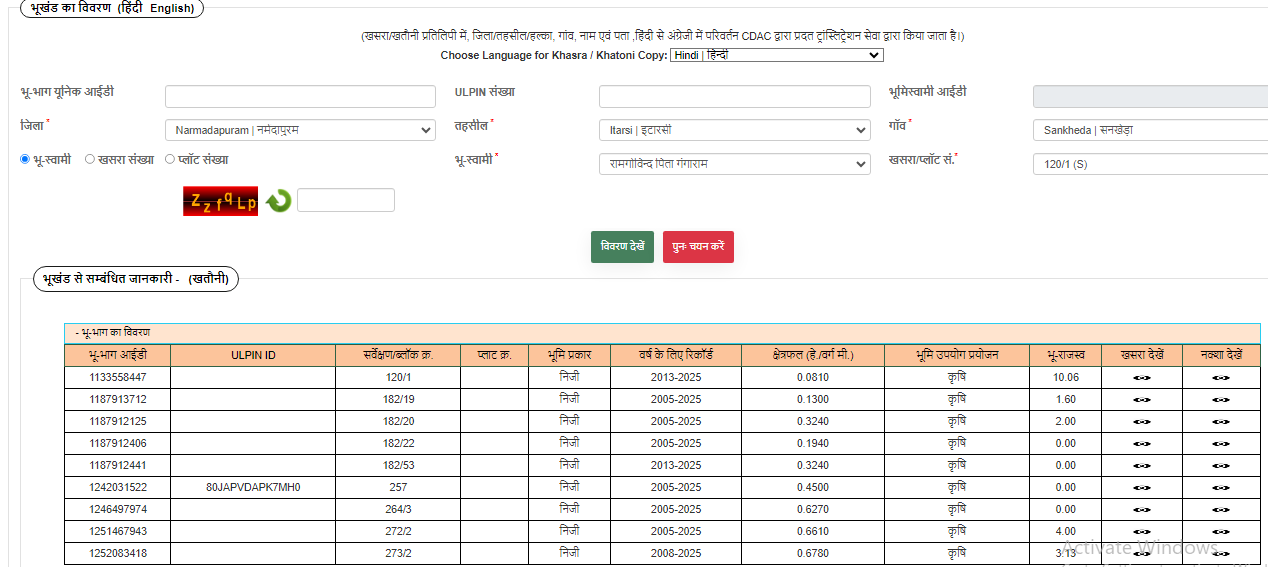 भूखंड का विवरण (हिंदी English)
(खसरा/खतौनी प्रतिलिपी में, जिला/तहसील/हल्का, गांव, नाम एवं पता ,हिंदी से अंग्रेजी में परिवर्तन CDAC द्वारा प्रदत ट्रांस्लिट्रेशन सेवा द्वारा किया जाता है।)
Choose Language for Khasra / Khatoni Copy: Hindi | हिन्दी
भू-भाग यूनिक आईडी ULPIN संख्या भूमिस्वामी आईडी
जिला * Narmadapuram | नर्मदापुरम तहसील * Itarsi | इटारसी गाँव * Sankheda | सनखेड़ा
भू-स्वामी खसरा संख्या प्लॉट संख्या भू-स्वामी * रामगोविन्द पिता गंगाराम खसरा/प्लॉट सं.* 120/1 (S)
Z z f q L p
विवरण देखें पुनः चयन करें
भूखंड से सम्बंधित जानकारी - (खतौनी)
- भू-भाग का विवरण
भू-भाग आईडी ULPIN ID सर्वेक्षण/ब्लॉक क्र. प्लाट क्र. भूमि प्रकार वर्ष के लिए रिकॉर्ड क्षेत्रफल (हे./वर्ग मी.) भूमि उपयोग प्रयोजन भू-राजस्व खसरा देखें नक्शा देखें
1133558447 120/1 निजी 2013-2025 0.0810 कृषि 10.06
1187913712 182/19 निजी 2005-2025 0.1300 कृषि 1.60
1187912125 182/20 निजी 2005-2025 0.3240 कृषि 2.00
1187912406 182/22 निजी 2005-2025 0.1940 कृषि 0.00
1187912441 182/53 निजी 2013-2025 0.3240 कृषि 0.00
1242031522 80JAPVDAPK7MH0 257 निजी 2005-2025 0.4500 कृषि 0.00
1246497974 264/3 निजी 2005-2025 0.6270 कृषि 0.00
1251467943 272/2 निजी 2005-2025 0.6610 कृषि 4.00
1252083418 273/2 निजी 2008-2025 0.6780 कृषि 3.13
Activate Windows